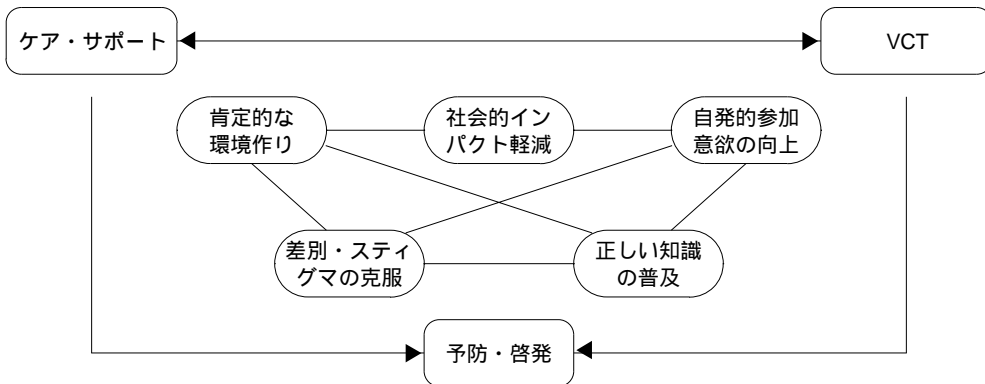 ケア・サポート
VCT
肯定的な
環境作り
社会的イン
パクト軽減
自発的参加
意欲の向上
差別・スティ
グマの克服
正しい知識
の普及
予防・啓発